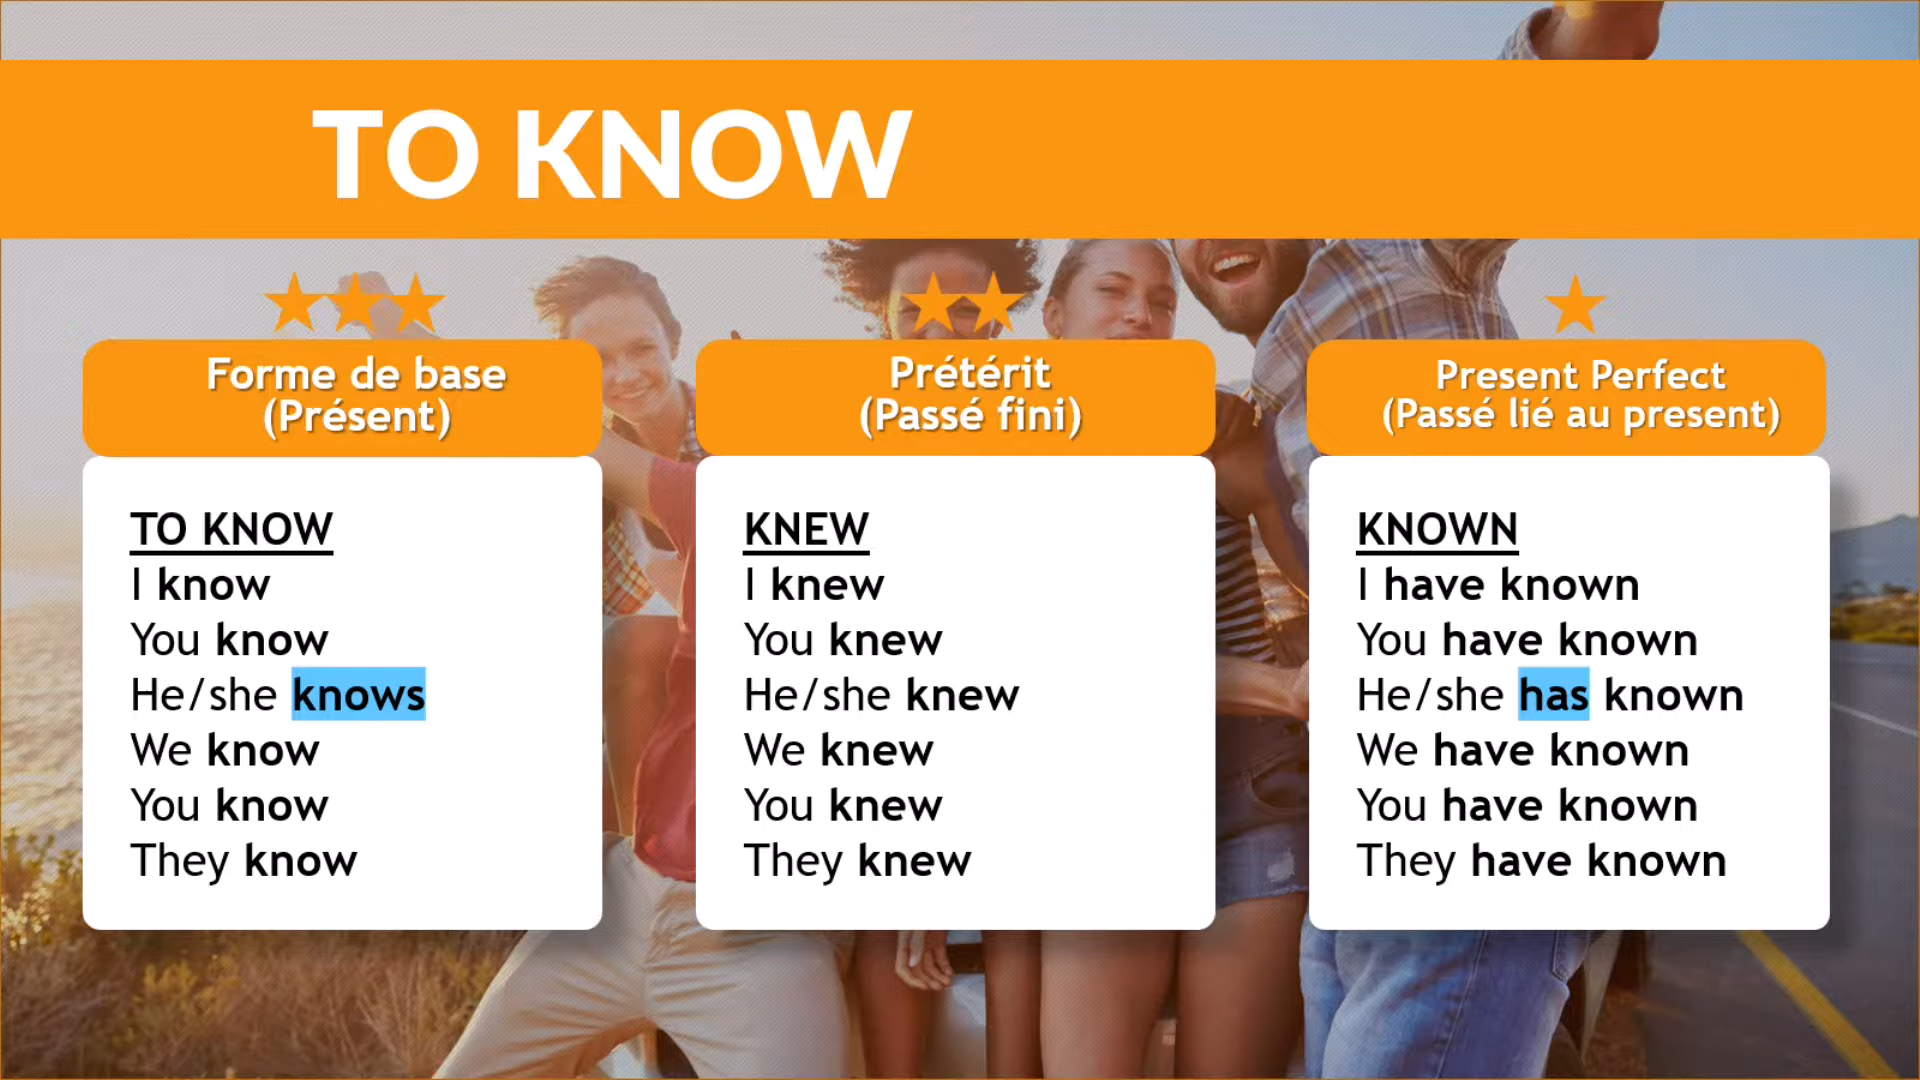 TO KNOW
Forme de base
(Présent)
TO KNOW
I know
You know
He/she knows
We know
You know
They know
Prétérit
(Passé fini)
KNEW
I knew
You knew
He/she knew
We knew
You knew
They knew
Present Perfect
(Passé lié au present)
KNOWN
I have known
You have known
He/she has known
We have known
You have known
They have known